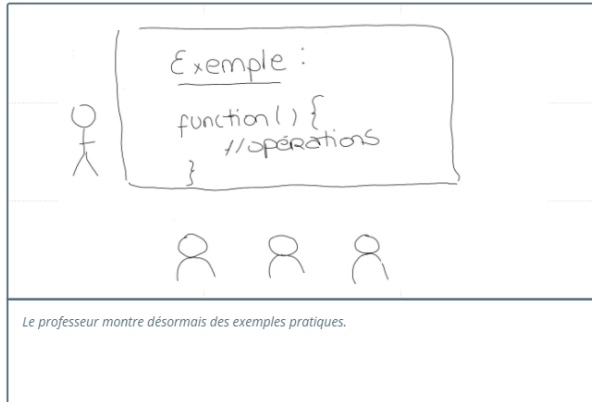 Exemple :
function() {
//opérations
}
Le professeur montre désormais des exemples pratiques.